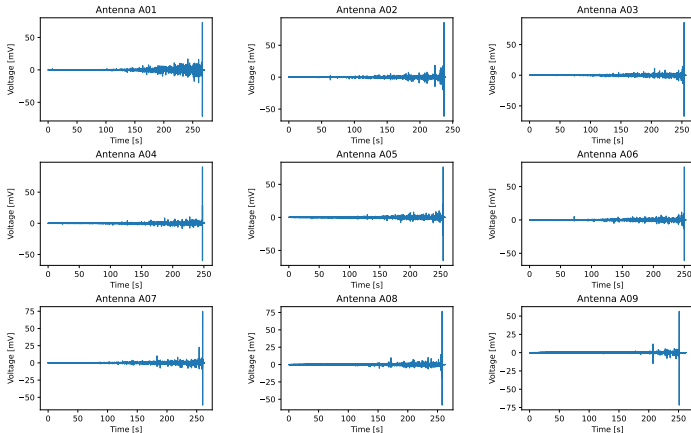 Antenna A01
Antenna A02
Antenna A03
Voltage [mV]
50
0
−50
0 50 100 150 200 250
Time [s]
Voltage [mV]
50
0
−50
0 50 100 150 200 250
Time [s]
Voltage [mV]
50
0
−50
0 50 100 150 200 250
Time [s]
Antenna A04
Antenna A05
Antenna A06
Voltage [mV]
50
0
−50
0 50 100 150 200 250
Time [s]
Voltage [mV]
50
0
−50
0 50 100 150 200 250
Time [s]
Voltage [mV]
50
0
−50
0 50 100 150 200 250
Time [s]
Antenna A07
Antenna A08
Antenna A09
Voltage [mV]
75
50
25
0
−25
−50
0 50 100 150 200 250
Time [s]
Voltage [mV]
75
50
25
0
−25
−50
0 50 100 150 200 250
Time [s]
Voltage [mV]
50
25
0
−25
−50
−75
0 50 100 150 200 250
Time [s]